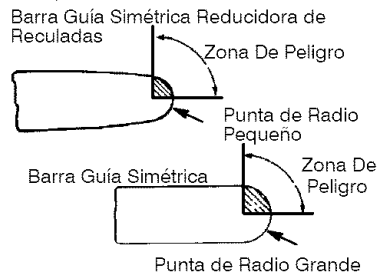 Barra Guía Simétrica Reducidora de
Reculadas
Zona De Peligro
Punta de Radio
Pequeño
Barra Guía Simétrica
Zona De
Peligro
Punta de Radio Grande